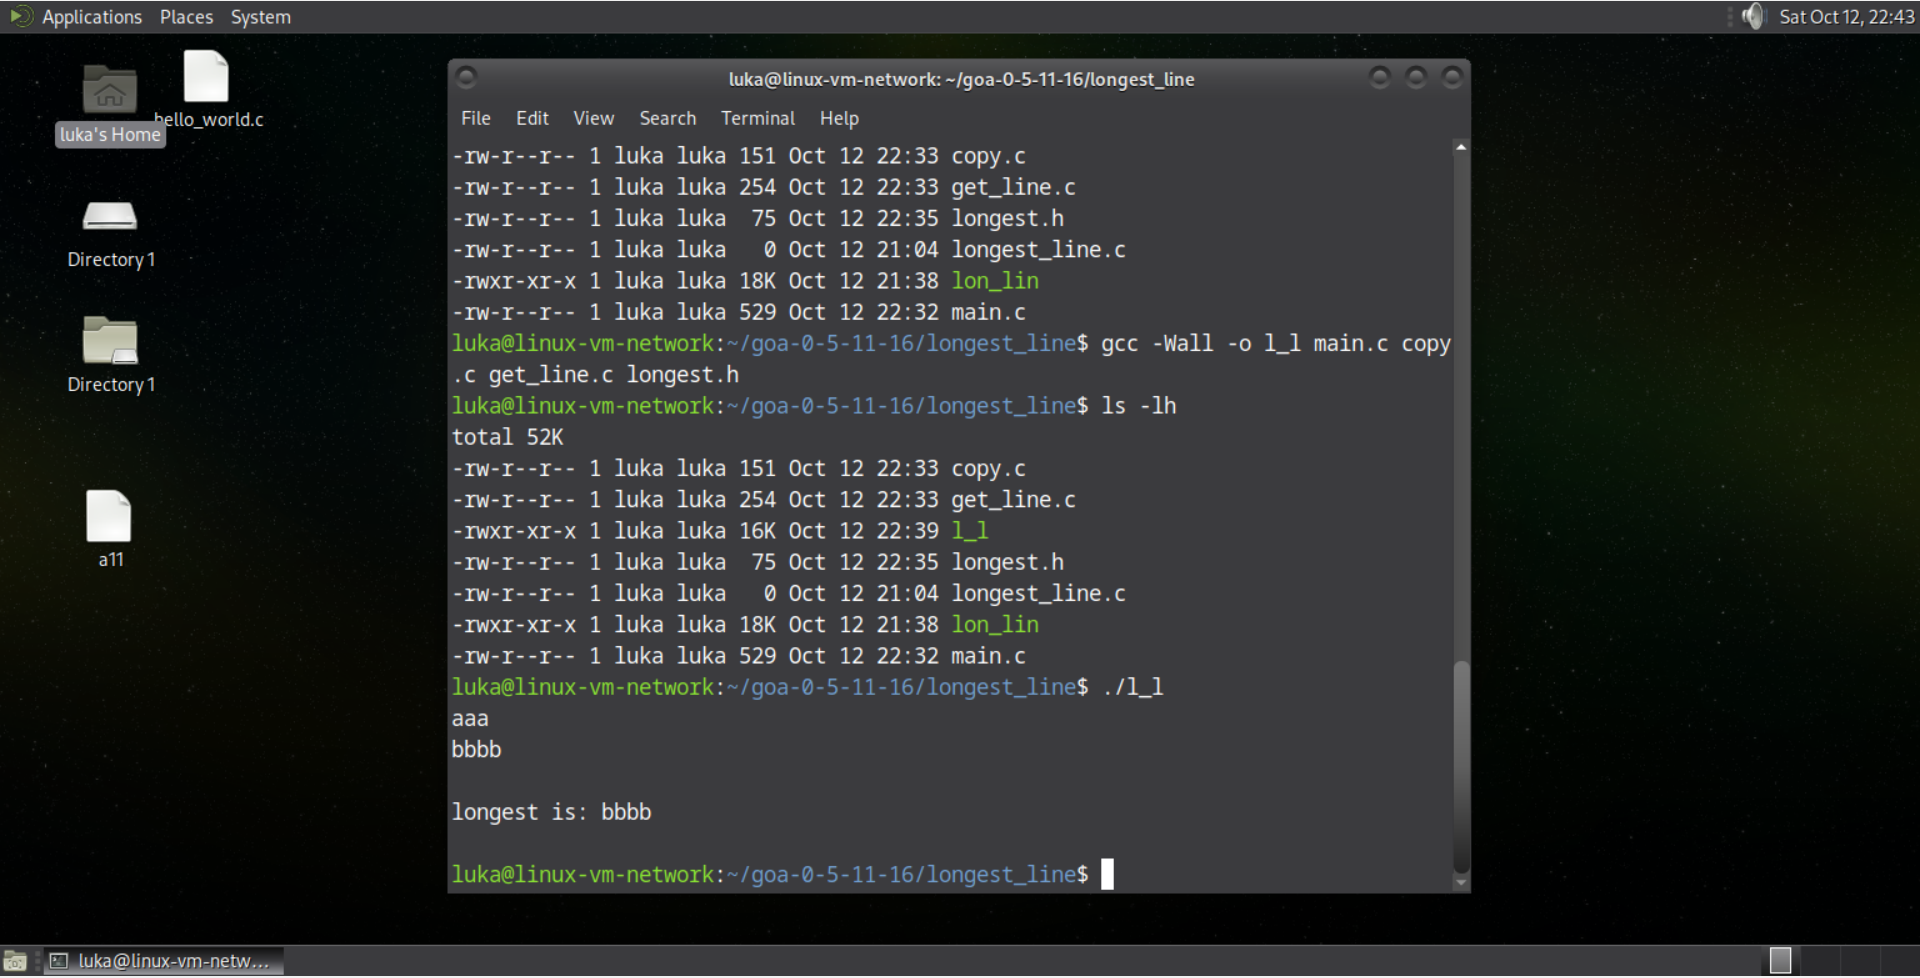 Applications Places System
Sat Oct 12, 22:43
hello_world.c
luka's Home
Directory 1
Directory 1
a11
luka@linux-vm-network: ~/goa-0-5-11-16/longest_line
File Edit View Search Terminal Help
-rw-r--r-- 1 luka luka 151 Oct 12 22:33 copy.c
-rw-r--r-- 1 luka luka 254 Oct 12 22:33 get_line.c
-rw-r--r-- 1 luka luka  75 Oct 12 22:35 longest.h
-rw-r--r-- 1 luka luka   0 Oct 12 21:04 longest_line.c
-rwxr-xr-x 1 luka luka 18K Oct 12 21:38 lon_lin
-rw-r--r-- 1 luka luka 529 Oct 12 22:32 main.c
luka@linux-vm-network:~/goa-0-5-11-16/longest_line$ gcc -Wall -o l_l main.c copy
.c get_line.c longest.h
luka@linux-vm-network:~/goa-0-5-11-16/longest_line$ ls -lh
total 52K
-rw-r--r-- 1 luka luka 151 Oct 12 22:33 copy.c
-rw-r--r-- 1 luka luka 254 Oct 12 22:33 get_line.c
-rwxr-xr-x 1 luka luka 16K Oct 12 22:39 l_l
-rw-r--r-- 1 luka luka  75 Oct 12 22:35 longest.h
-rw-r--r-- 1 luka luka   0 Oct 12 21:04 longest_line.c
-rwxr-xr-x 1 luka luka 18K Oct 12 21:38 lon_lin
-rw-r--r-- 1 luka luka 529 Oct 12 22:32 main.c
luka@linux-vm-network:~/goa-0-5-11-16/longest_line$ ./l_l
aaa
bbbb
longest is: bbbb
luka@linux-vm-network:~/goa-0-5-11-16/longest_line$
luka@linux-vm-netw...